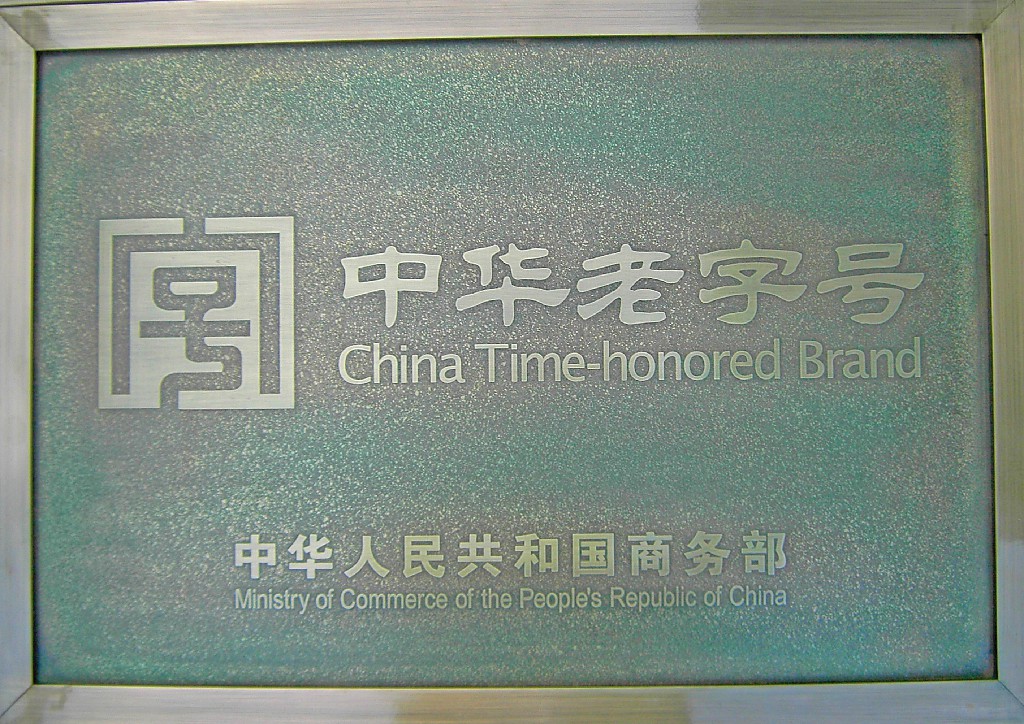 中华老字号
China Time-honored Brand
中华人民共和国商务部
Ministry of Commerce of the People's Republic of China